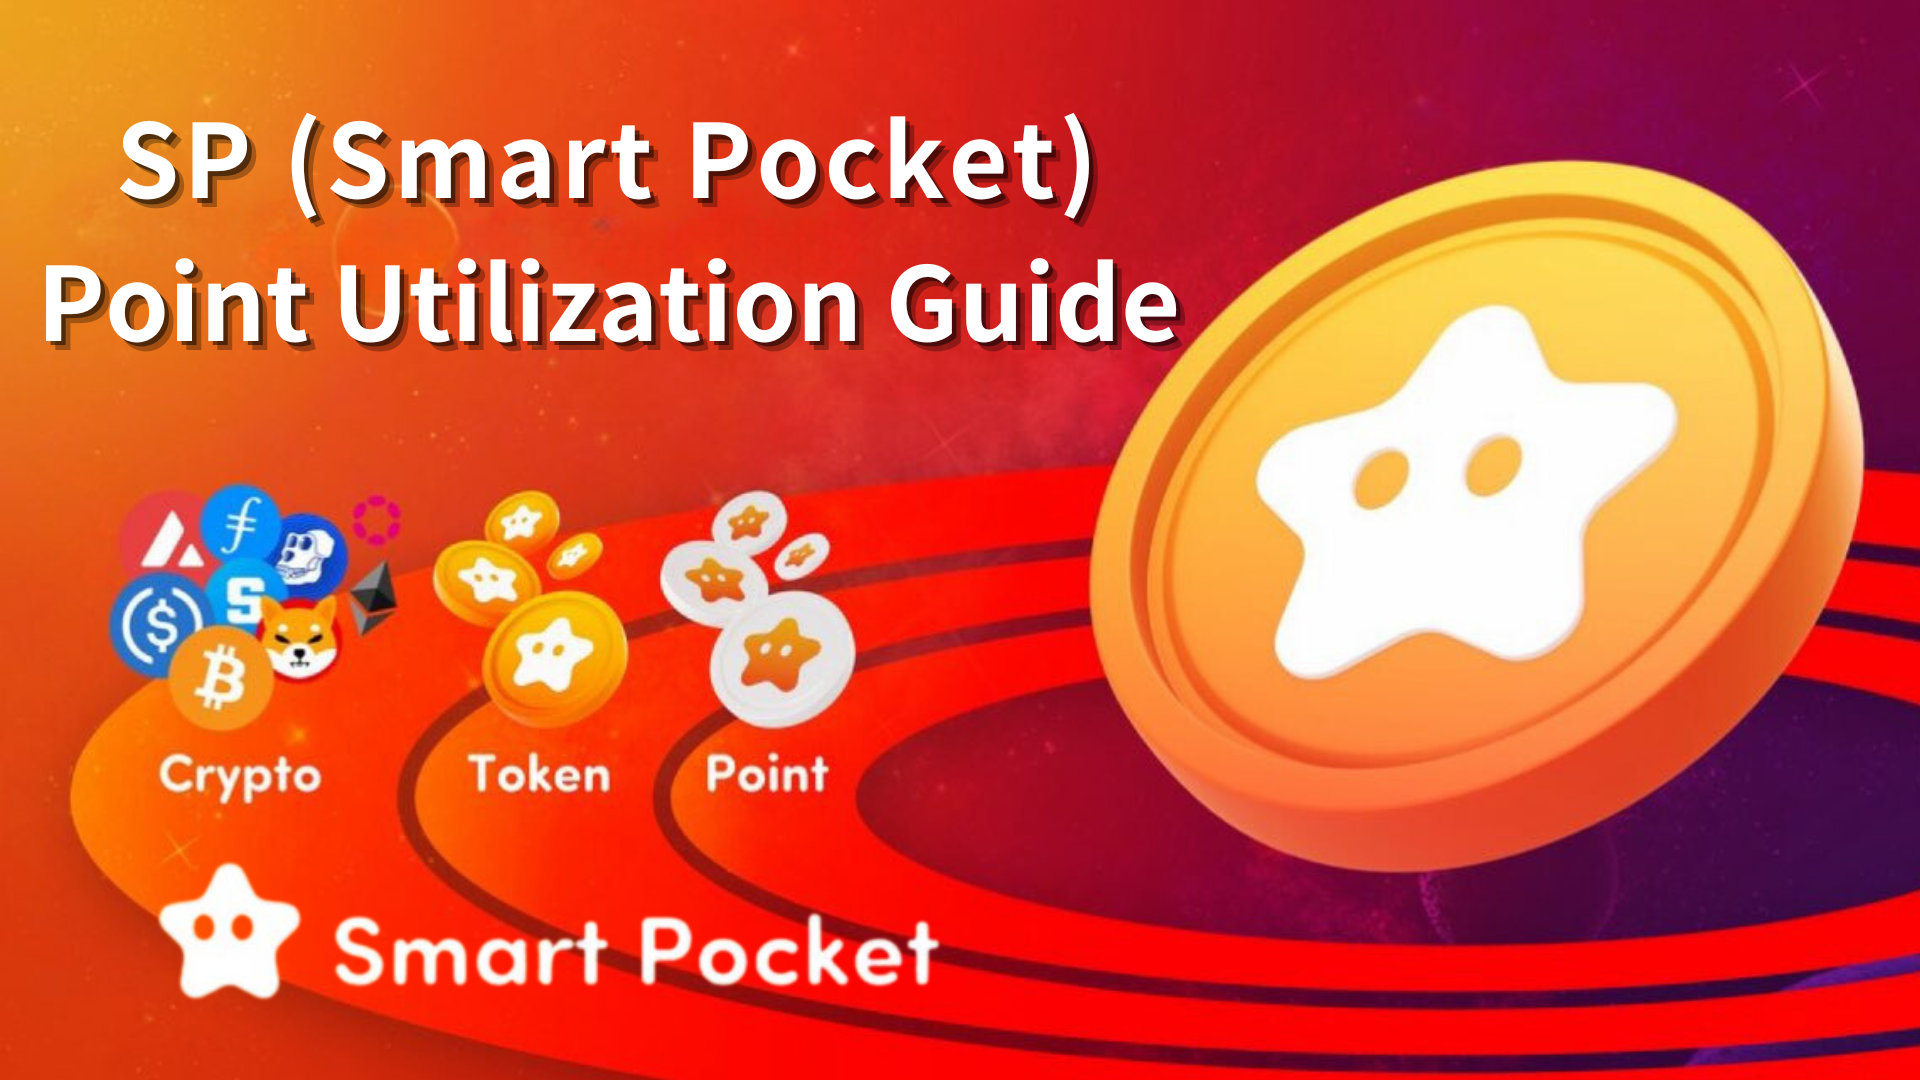 SP (Smart Pocket)
Point Utilization Guide
Crypto
Token
Point
Smart Pocket